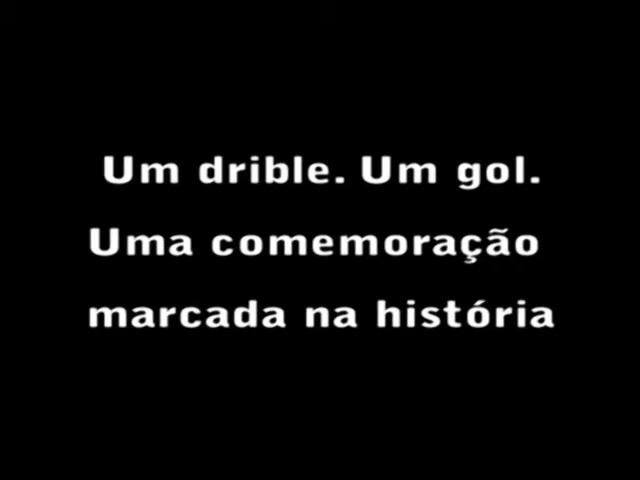 Um drible. Um gol.
Uma comemoração
marcada na história